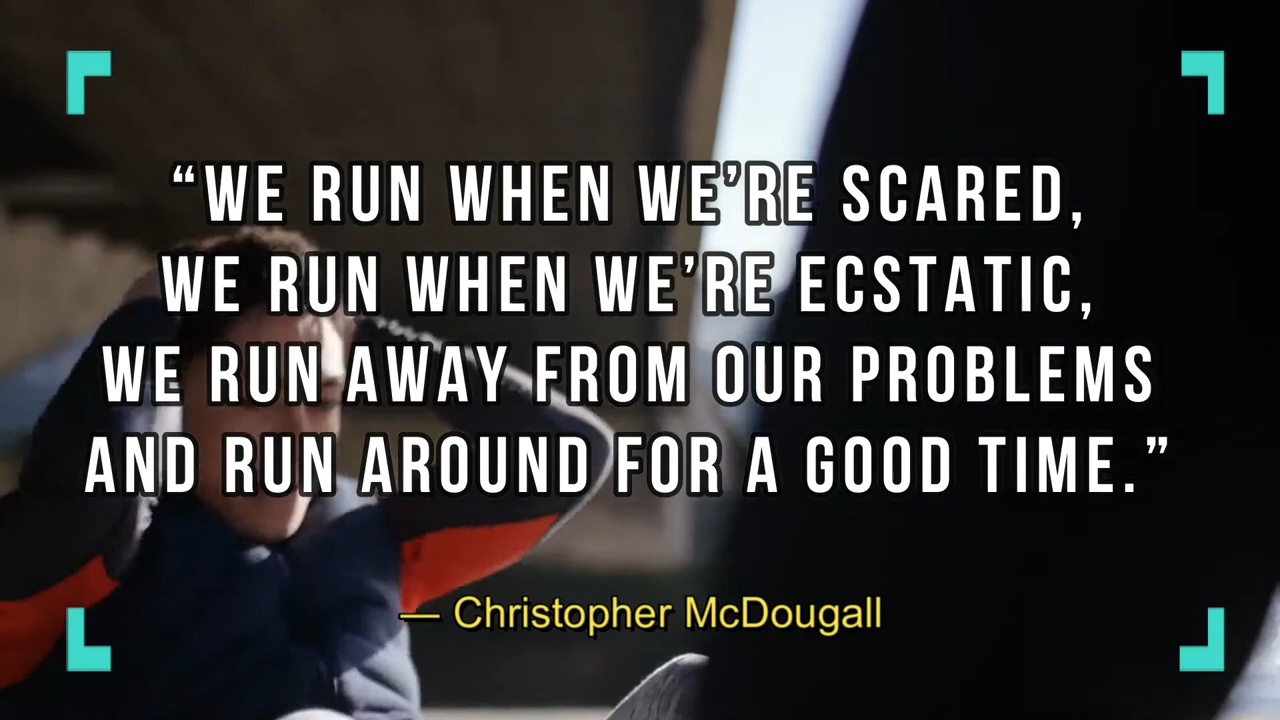 “WE RUN WHEN WE’RE SCARED,
WE RUN WHEN WE’RE ECSTATIC,
WE RUN AWAY FROM OUR PROBLEMS
AND RUN AROUND FOR A GOOD TIME.”
— Christopher McDougall